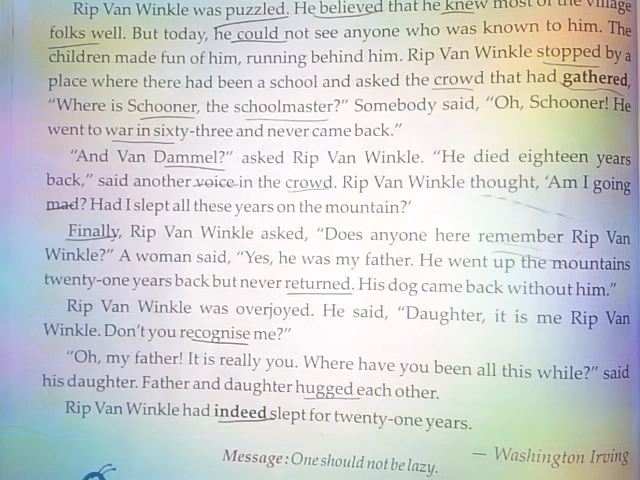 Rip Van Winkle was puzzled. He believed that he knew most of the village
folks well. But today, he could not see anyone who was known to him. The
children made fun of him, running behind him. Rip Van Winkle stopped by a
place where there had been a school and asked the crowd that had gathered,
“Where is Schooner, the schoolmaster?” Somebody said, “Oh, Schooner! He
went to war in sixty-three and never came back.”
“And Van Dammel?” asked Rip Van Winkle. “He died eighteen years
back,” said another voice in the crowd. Rip Van Winkle thought, ‘Am I going
mad? Had I slept all these years on the mountain?’
Finally, Rip Van Winkle asked, “Does anyone here remember Rip Van
Winkle?” A woman said, “Yes, he was my father. He went up the mountains
twenty-one years back but never returned. His dog came back without him.”
Rip Van Winkle was overjoyed. He said, “Daughter, it is me Rip Van
Winkle. Don't you recognise me?”
“Oh, my father! It is really you. Where have you been all this while?” said
his daughter. Father and daughter hugged each other.
Rip Van Winkle had indeed slept for twenty-one years.
— Washington Irving
Message: One should not be lazy.